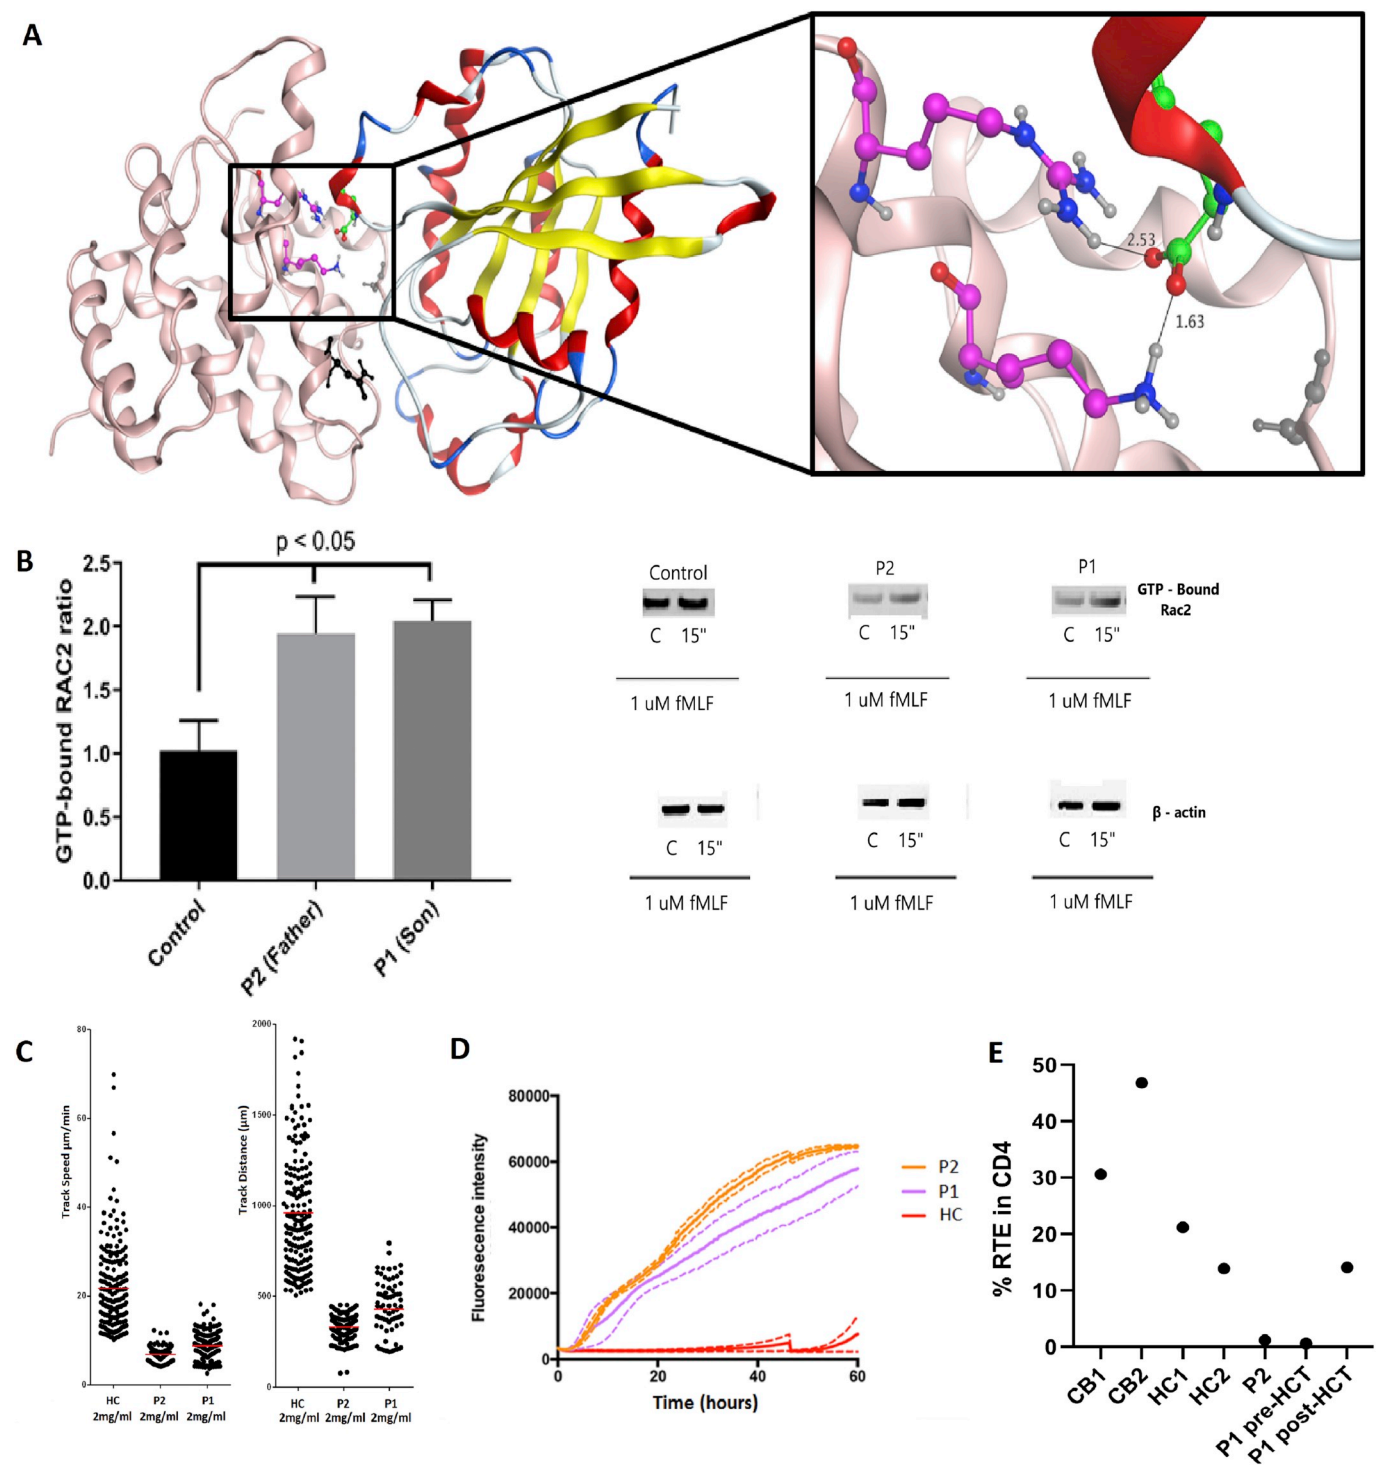 A
2.53
1.63
B
p < 0.05
GTP-bound RAC2 ratio
2.5
2.0
1.5
1.0
0.5
0.0
Control
P2 (Father)
P1 (Son)
Control
P2
P1
GTP - Bound
Rac2
C 15"
C 15"
C 15"
1 uM fMLF
1 uM fMLF
1 uM fMLF
β - actin
C 15"
C 15"
C 15"
1 uM fMLF
1 uM fMLF
1 uM fMLF
C
Track Speed µm/min
80
60
40
20
0
HC
2mg/ml
P2
2mg/ml
P1
2mg/ml
Track Distance (µm)
2000
1500
1000
500
0
HC
2mg/ml
P2
2mg/ml
P1
2mg/ml
D
Fluoresecence intensity
80000
60000
40000
20000
0
0 20 40 60
Time (hours)
P2
P1
HC
E
% RTE in CD4
50
40
30
20
10
0
CB1
CB2
HC1
HC2
P2
P1 pre-HCT
P1 post-HCT